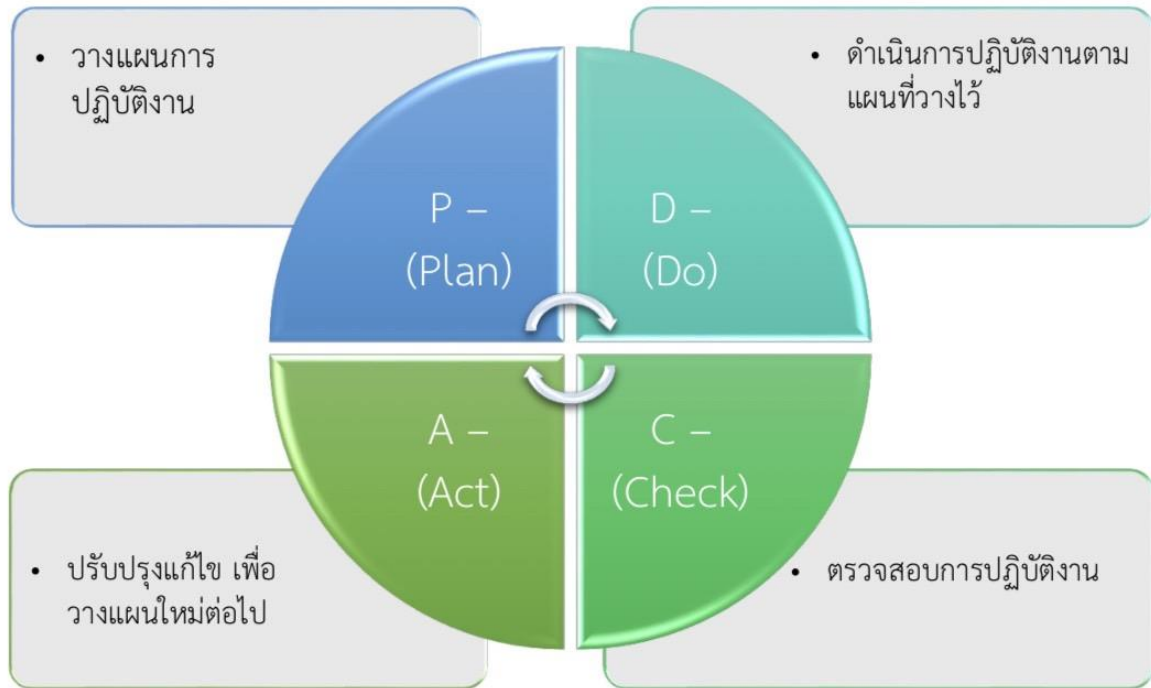 • วางแผนการ
ปฏิบัติงาน
• ดำเนินการปฏิบัติงานตาม
แผนที่วางไว้
P –
(Plan)
D –
(Do)
A –
(Act)
C –
(Check)
• ปรับปรุงแก้ไข เพื่อ
วางแผนใหม่ต่อไป
• ตรวจสอบการปฏิบัติงาน